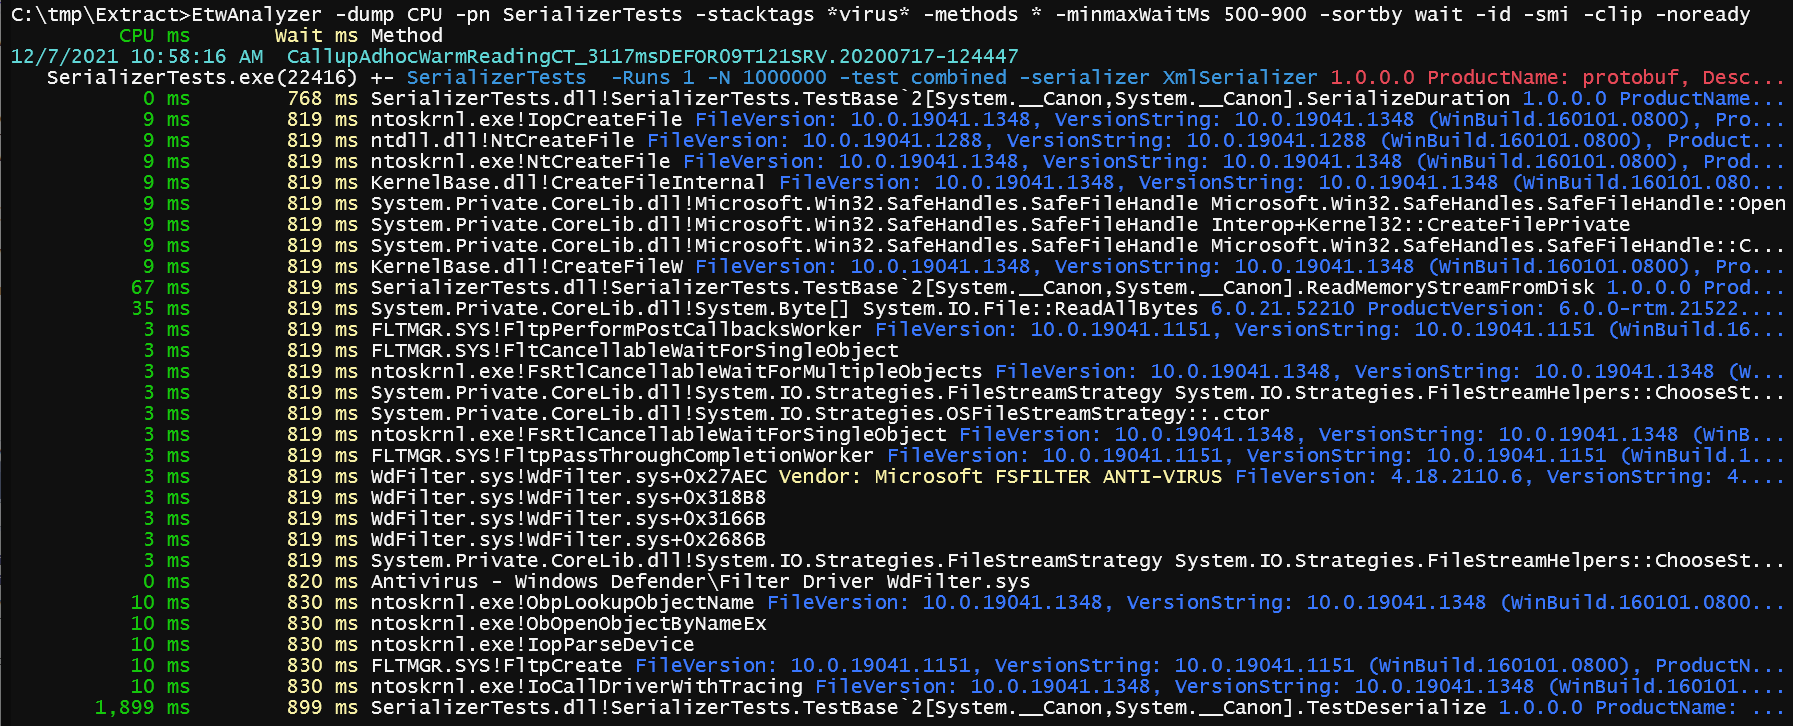 C:\tmp\Extract>EtwAnalyzer -dump CPU -pn SerializerTests -stacktags *virus* -methods * -minmaxWaitMs 500-900 -sortby wait -id -smi -clip -noready
CPU ms Wait ms Method
12/7/2021 10:58:16 AM CallupAdhocWarmReadingCT_3117msDEFOR09T121SRV.20200717-124447
SerializerTests.exe(22416) +- SerializerTests -Runs 1 -N 1000000 -test combined -serializer XmlSerializer 1.0.0.0 ProductName: protobuf, Desc...
0 ms 768 ms SerializerTests.dll!SerializerTests.TestBase`2[System.__Canon,System.__Canon].SerializeDuration 1.0.0.0 ProductName...
9 ms 819 ms ntoskrnl.exe!IopCreateFile FileVersion: 10.0.19041.1348, VersionString: 10.0.19041.1348 (WinBuild.160101.0800), Pro...
9 ms 819 ms ntdll.dll!NtCreateFile FileVersion: 10.0.19041.1288, VersionString: 10.0.19041.1288 (WinBuild.160101.0800), Product...
9 ms 819 ms ntoskrnl.exe!NtCreateFile FileVersion: 10.0.19041.1348, VersionString: 10.0.19041.1348 (WinBuild.160101.0800), Prod...
9 ms 819 ms KernelBase.dll!CreateFileInternal FileVersion: 10.0.19041.1348, VersionString: 10.0.19041.1348 (WinBuild.160101.080...
9 ms 819 ms System.Private.CoreLib.dll!Microsoft.Win32.SafeHandles.SafeFileHandle Microsoft.Win32.SafeHandles.SafeFileHandle::Open
9 ms 819 ms System.Private.CoreLib.dll!Microsoft.Win32.SafeHandles.SafeFileHandle Interop+Kernel32::CreateFilePrivate
9 ms 819 ms System.Private.CoreLib.dll!Microsoft.Win32.SafeHandles.SafeFileHandle Microsoft.Win32.SafeHandles.SafeFileHandle::C...
9 ms 819 ms KernelBase.dll!CreateFileW FileVersion: 10.0.19041.1348, VersionString: 10.0.19041.1348 (WinBuild.160101.0800), Pro...
67 ms 819 ms SerializerTests.dll!SerializerTests.TestBase`2[System.__Canon,System.__Canon].ReadMemoryStreamFromDisk 1.0.0.0 Prod...
35 ms 819 ms System.Private.CoreLib.dll!System.Byte[] System.IO.File::ReadAllBytes 6.0.21.52210 ProductVersion: 6.0.0-rtm.21522....
3 ms 819 ms FLTMGR.SYS!FltpPerformPostCallbacksWorker FileVersion: 10.0.19041.1151, VersionString: 10.0.19041.1151 (WinBuild.16...
3 ms 819 ms FLTMGR.SYS!FltCancellableWaitForSingleObject
3 ms 819 ms ntoskrnl.exe!FsRtlCancellableWaitForMultipleObjects FileVersion: 10.0.19041.1348, VersionString: 10.0.19041.1348 (W...
3 ms 819 ms System.Private.CoreLib.dll!System.IO.Strategies.FileStreamStrategy System.IO.Strategies.FileStreamHelpers::ChooseSt...
3 ms 819 ms System.Private.CoreLib.dll!System.IO.Strategies.OSFileStreamStrategy::.ctor
3 ms 819 ms ntoskrnl.exe!FsRtlCancellableWaitForSingleObject FileVersion: 10.0.19041.1348, VersionString: 10.0.19041.1348 (WinB...
3 ms 819 ms FLTMGR.SYS!FltpPassThroughCompletionWorker FileVersion: 10.0.19041.1151, VersionString: 10.0.19041.1151 (WinBuild.1...
3 ms 819 ms WdFilter.sys!WdFilter.sys+0x27AEC Vendor: Microsoft FSFILTER ANTI-VIRUS FileVersion: 4.18.2110.6, VersionString: 4....
3 ms 819 ms WdFilter.sys!WdFilter.sys+0x318B8
3 ms 819 ms WdFilter.sys!WdFilter.sys+0x3166B
3 ms 819 ms WdFilter.sys!WdFilter.sys+0x2686B
3 ms 819 ms System.Private.CoreLib.dll!System.IO.Strategies.FileStreamStrategy System.IO.Strategies.FileStreamHelpers::ChooseSt...
0 ms 820 ms Antivirus - Windows Defender\Filter Driver WdFilter.sys
10 ms 830 ms ntoskrnl.exe!ObpLookupObjectName FileVersion: 10.0.19041.1348, VersionString: 10.0.19041.1348 (WinBuild.160101.0800...
10 ms 830 ms ntoskrnl.exe!ObOpenObjectByNameEx
10 ms 830 ms ntoskrnl.exe!IopParseDevice
10 ms 830 ms FLTMGR.SYS!FltpCreate FileVersion: 10.0.19041.1151, VersionString: 10.0.19041.1151 (WinBuild.160101.0800), ProductN...
10 ms 830 ms ntoskrnl.exe!IoCallDriverWithTracing FileVersion: 10.0.19041.1348, VersionString: 10.0.19041.1348 (WinBuild.160101....
1,899 ms 899 ms SerializerTests.dll!SerializerTests.TestBase`2[System.__Canon,System.__Canon].TestDeserialize 1.0.0.0 ProductName: ...